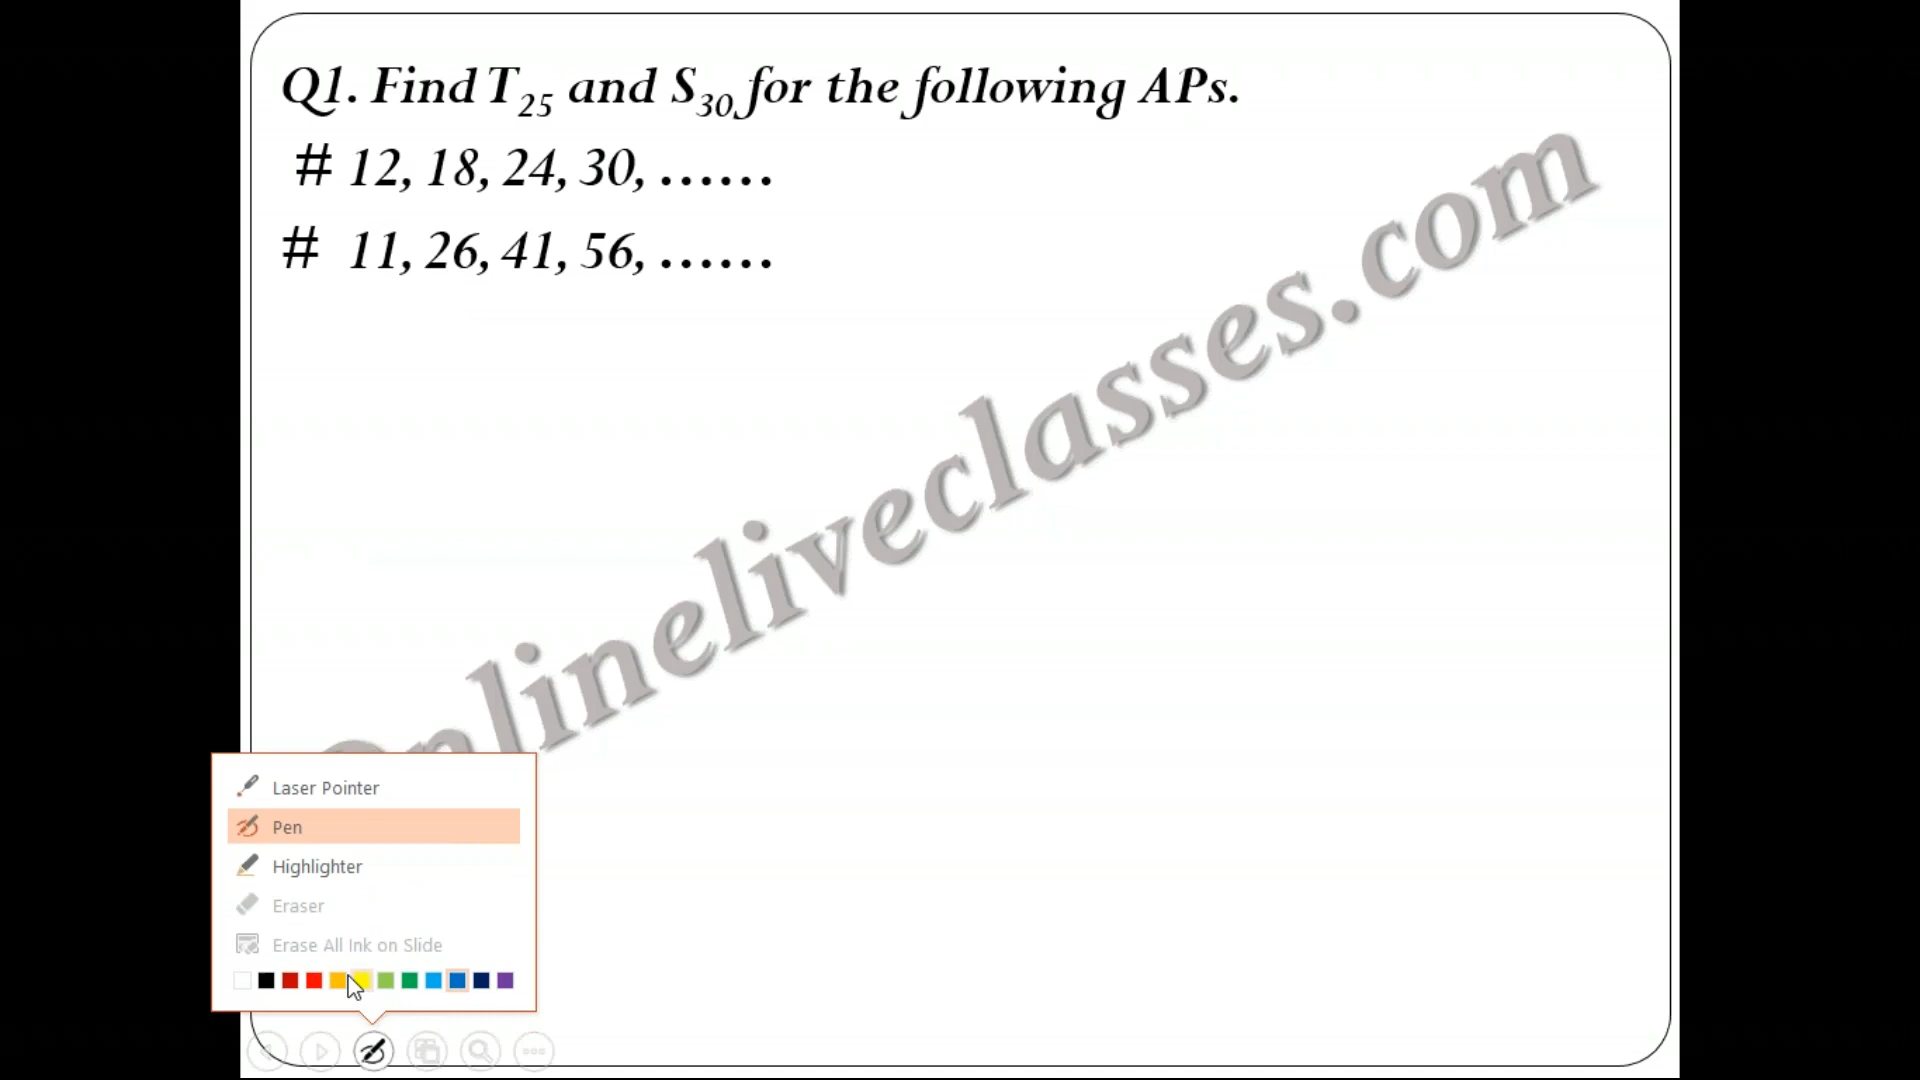 Q1. Find T25 and S30 for the following APs.
# 12, 18, 24, 30, ......
# 11, 26, 41, 56, ......
onlineliveclasses.com
Laser Pointer
Pen
Highlighter
Eraser
Erase All Ink on Slide